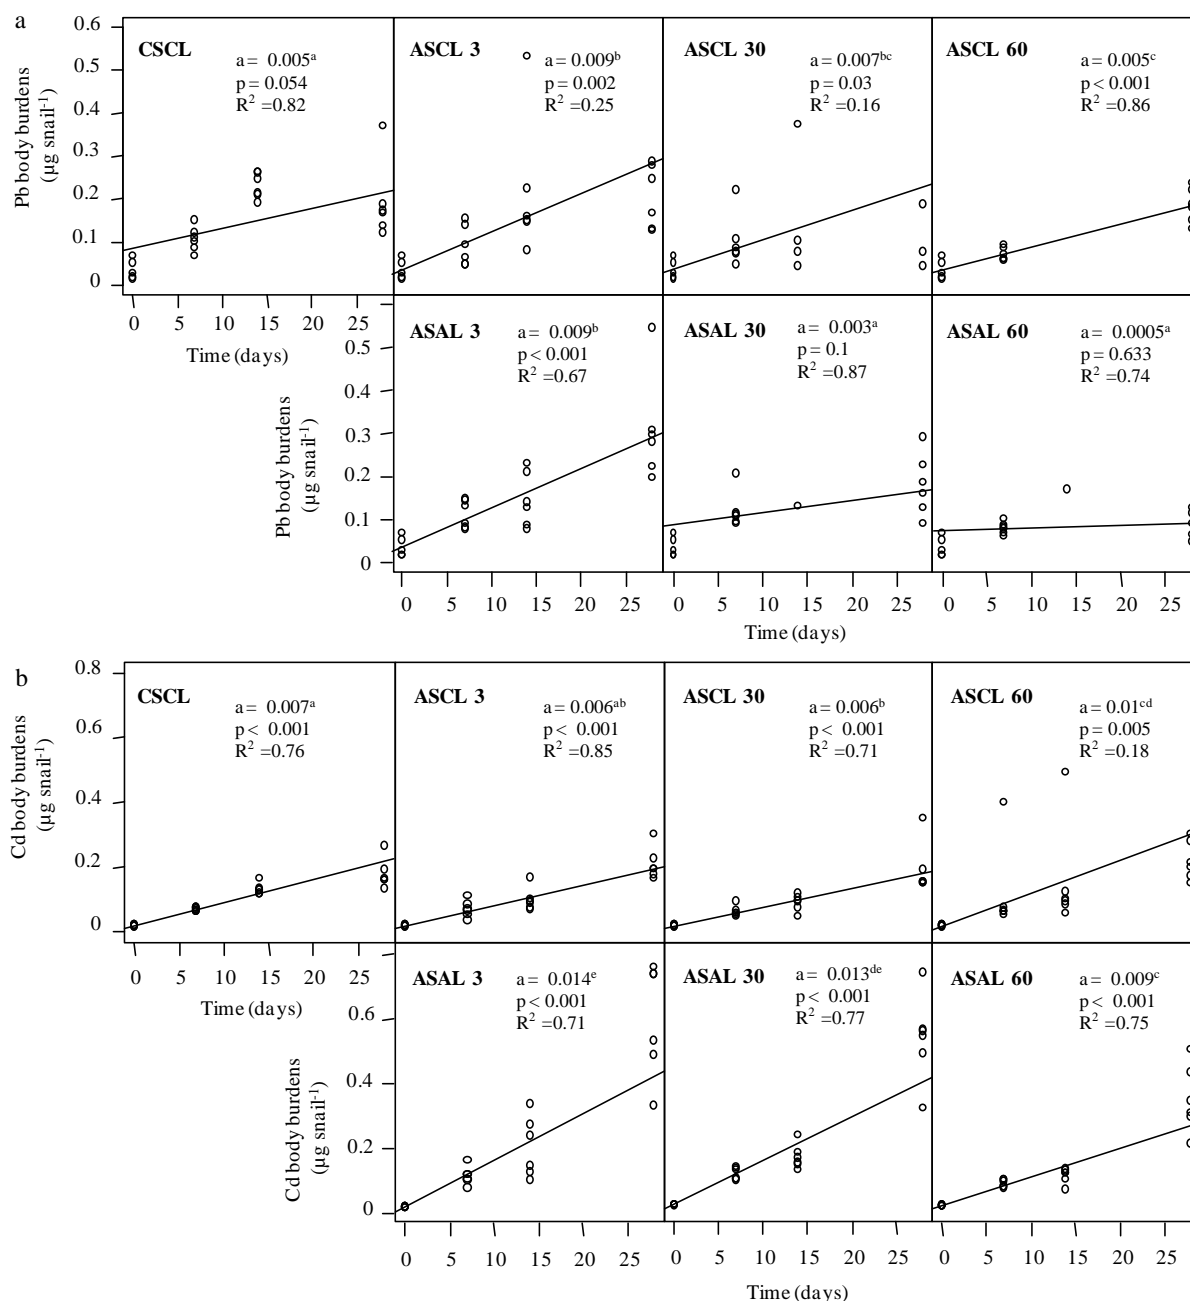 a
0.6
0.5
0.4
0.3
0.2
0.1
0
Pb body burdens
(µg snail⁻¹)
CSCL
a = 0.005ᵃ
p = 0.054
R² =0.82
ASCL 3
a = 0.009ᵇ
p = 0.002
R² =0.25
ASCL 30
a = 0.007ᵇᶜ
p = 0.03
R² =0.16
ASCL 60
a = 0.005ᶜ
p < 0.001
R² =0.86
0 5 10 15 20 25
Time (days)
0.5
0.4
0.3
0.2
0.1
0
Pb body burdens
(µg snail⁻¹)
ASAL 3
a = 0.009ᵇ
p < 0.001
R² =0.67
ASAL 30
a = 0.003ᵃ
p = 0.1
R² =0.87
ASAL 60
a = 0.0005ᵃ
p = 0.633
R² =0.74
0 5 10 15 20 25
0 5 10 15 20 25
0 5 10 15 20 25
Time (days)
b
0.8
0.6
0.4
0.2
0
Cd body burdens
(µg snail⁻¹)
CSCL
a = 0.007ᵃ
p < 0.001
R² =0.76
ASCL 3
a = 0.006ᵃᵇ
p < 0.001
R² =0.85
ASCL 30
a = 0.006ᵇ
p < 0.001
R² =0.71
ASCL 60
a = 0.01ᶜᵈ
p = 0.005
R² =0.18
0 5 10 15 20 25
Time (days)
0.6
0.4
0.2
0
Cd body burdens
(µg snail⁻¹)
ASAL 3
a = 0.014ᵉ
p < 0.001
R² =0.71
ASAL 30
a = 0.013ᵈᵉ
p < 0.001
R² =0.77
ASAL 60
a = 0.009ᶜ
p < 0.001
R² =0.75
0 5 10 15 20 25
0 5 10 15 20 25
0 5 10 15 20 25
Time (days)